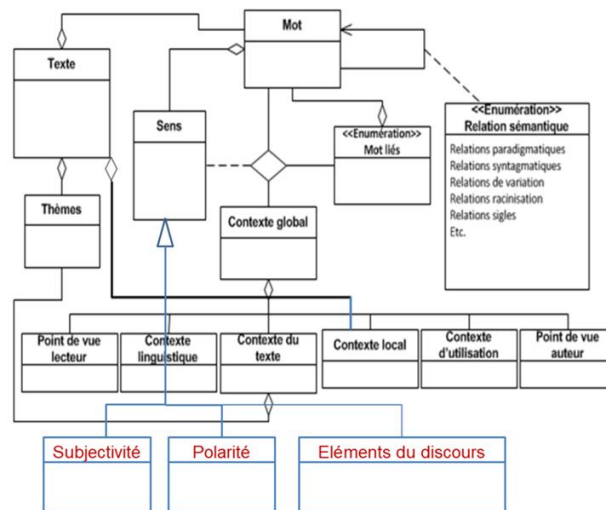 Mot
Texte
Sens
<<Enumération>>
Mot liés
<<Enumération>>
Relation sémantique
Relations paradigmatiques
Relations syntagmatiques
Relations de variation
Relations racinisation
Relations sigles
Etc.
Thèmes
Contexte global
Point de vue
lecteur
Contexte
linguistique
Contexte du
texte
Contexte local
Contexte
d'utilisation
Point de vue
auteur
Subjectivité
Polarité
Eléments du discours